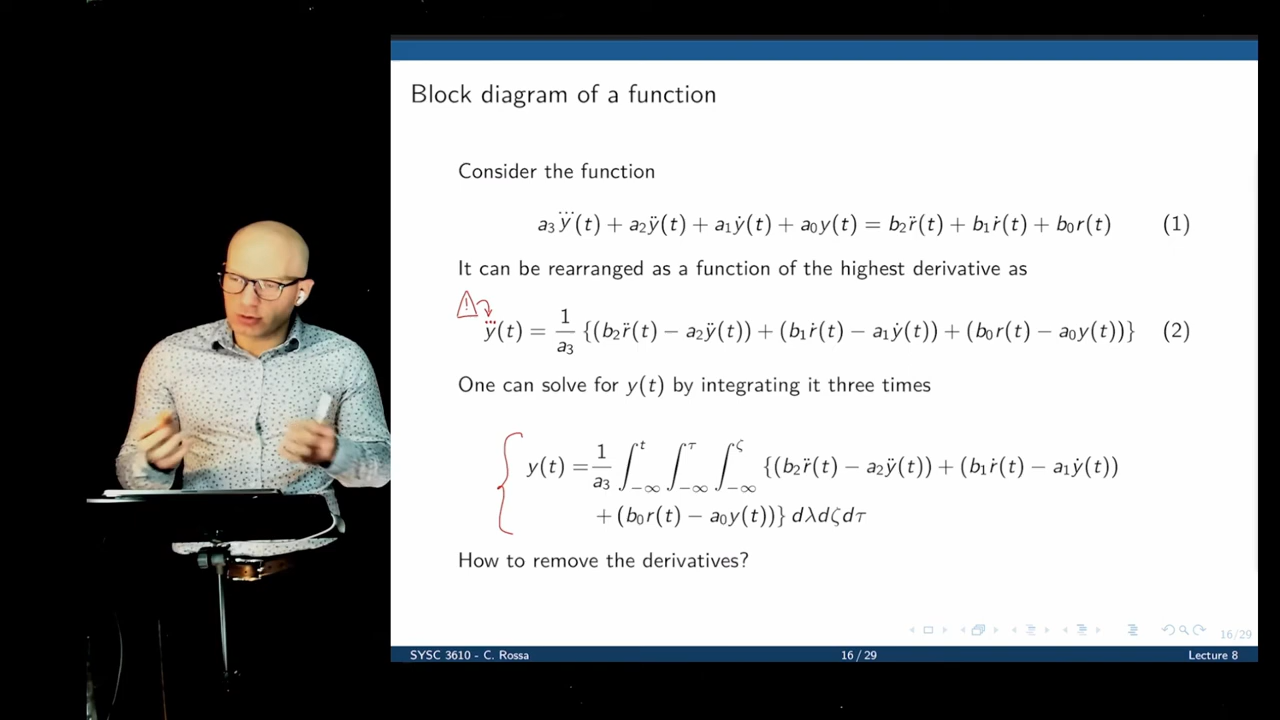 Block diagram of a function
Consider the function
a₃y⃛(t) + a₂ÿ(t) + a₁ẏ(t) + a₀y(t) = b₂r̈(t) + b₁ṙ(t) + b₀r(t) (1)
It can be rearranged as a function of the highest derivative as
!
y⃛(t) = 1/a₃ {(b₂r̈(t) − a₂ÿ(t)) + (b₁ṙ(t) − a₁ẏ(t)) + (b₀r(t) − a₀y(t))} (2)
One can solve for y(t) by integrating it three times
y(t) = 1/a₃ ∫_{−∞}^{t} ∫_{−∞}^{τ} ∫_{−∞}^{ζ} {(b₂r̈(t) − a₂ÿ(t)) + (b₁ṙ(t) − a₁ẏ(t))
+ (b₀r(t) − a₀y(t))} dλdζdτ
How to remove the derivatives?
16/29
SYSC 3610 - C. Rossa 16 / 29 Lecture 8